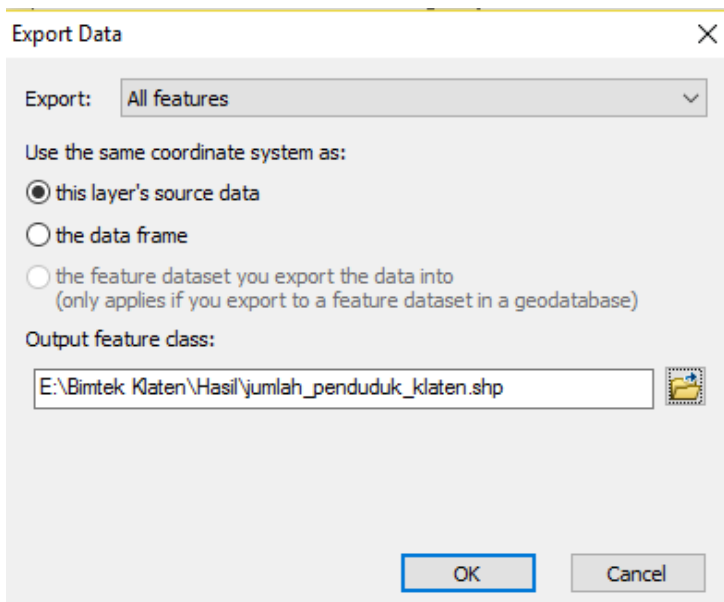 Export Data
Export: All features
Use the same coordinate system as:
this layer's source data
the data frame
the feature dataset you export the data into
(only applies if you export to a feature dataset in a geodatabase)
Output feature class:
E:\Bimtek Klaten\Hasil\jumlah_penduduk_klaten.shp
OK Cancel